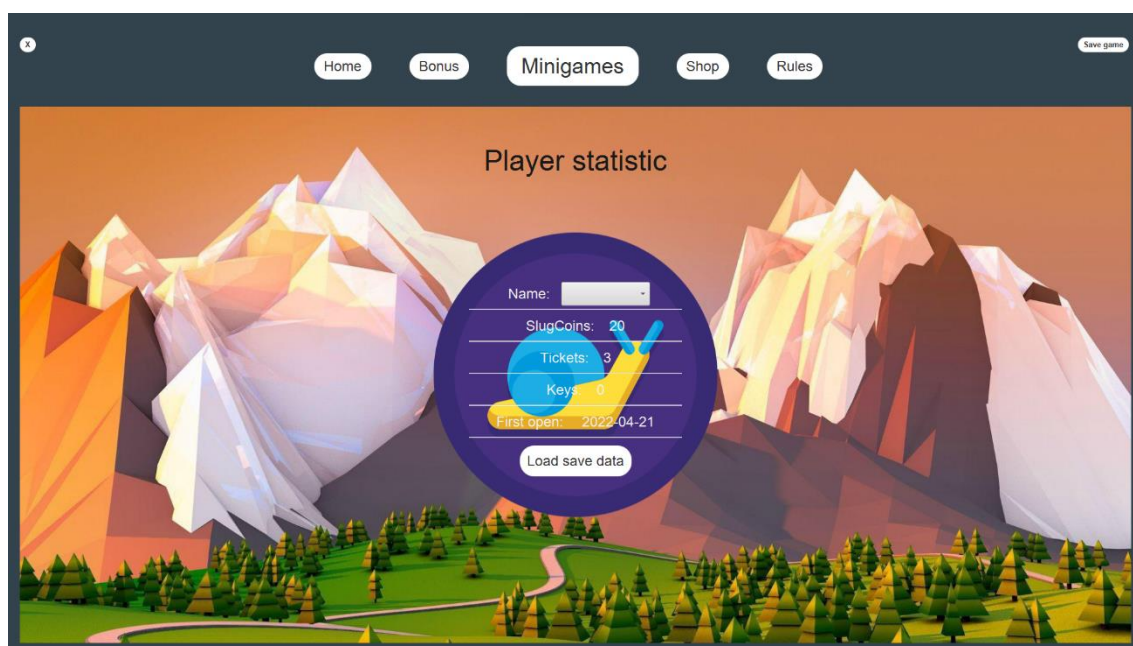 X
Save game
Home Bonus Minigames Shop Rules
Player statistic
Name:
SlugCoins: 20
Tickets: 3
Keys: 0
First open: 2022-04-21
Load save data